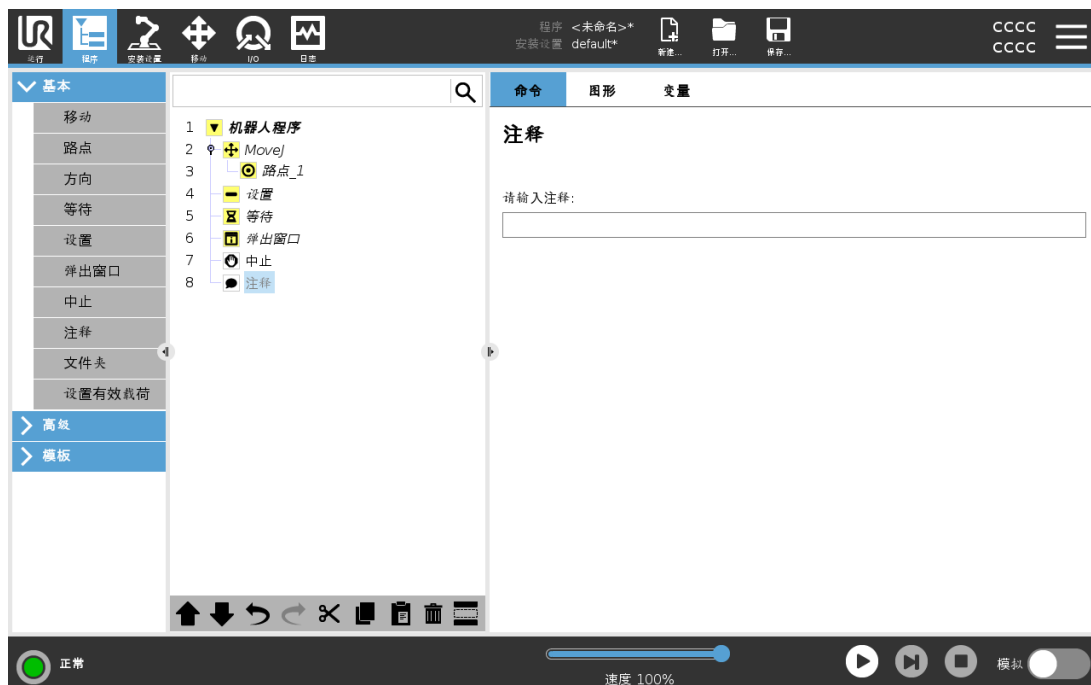 UR
运行
程序
安装设置
移动
I/O
日志
程序 <未命名>*
安装设置 default*
新建...
打开...
保存...
CCCC
CCCC
基本
移动
路点
方向
等待
设置
弹出窗口
中止
注释
文件夹
设置有效载荷
高级
模板
1 机器人程序
2 MoveJ
3 路点_1
4 设置
5 等待
6 弹出窗口
7 中止
8 注释
命令 图形 变量
注释
请输入注释:
正常
速度 100%
模拟